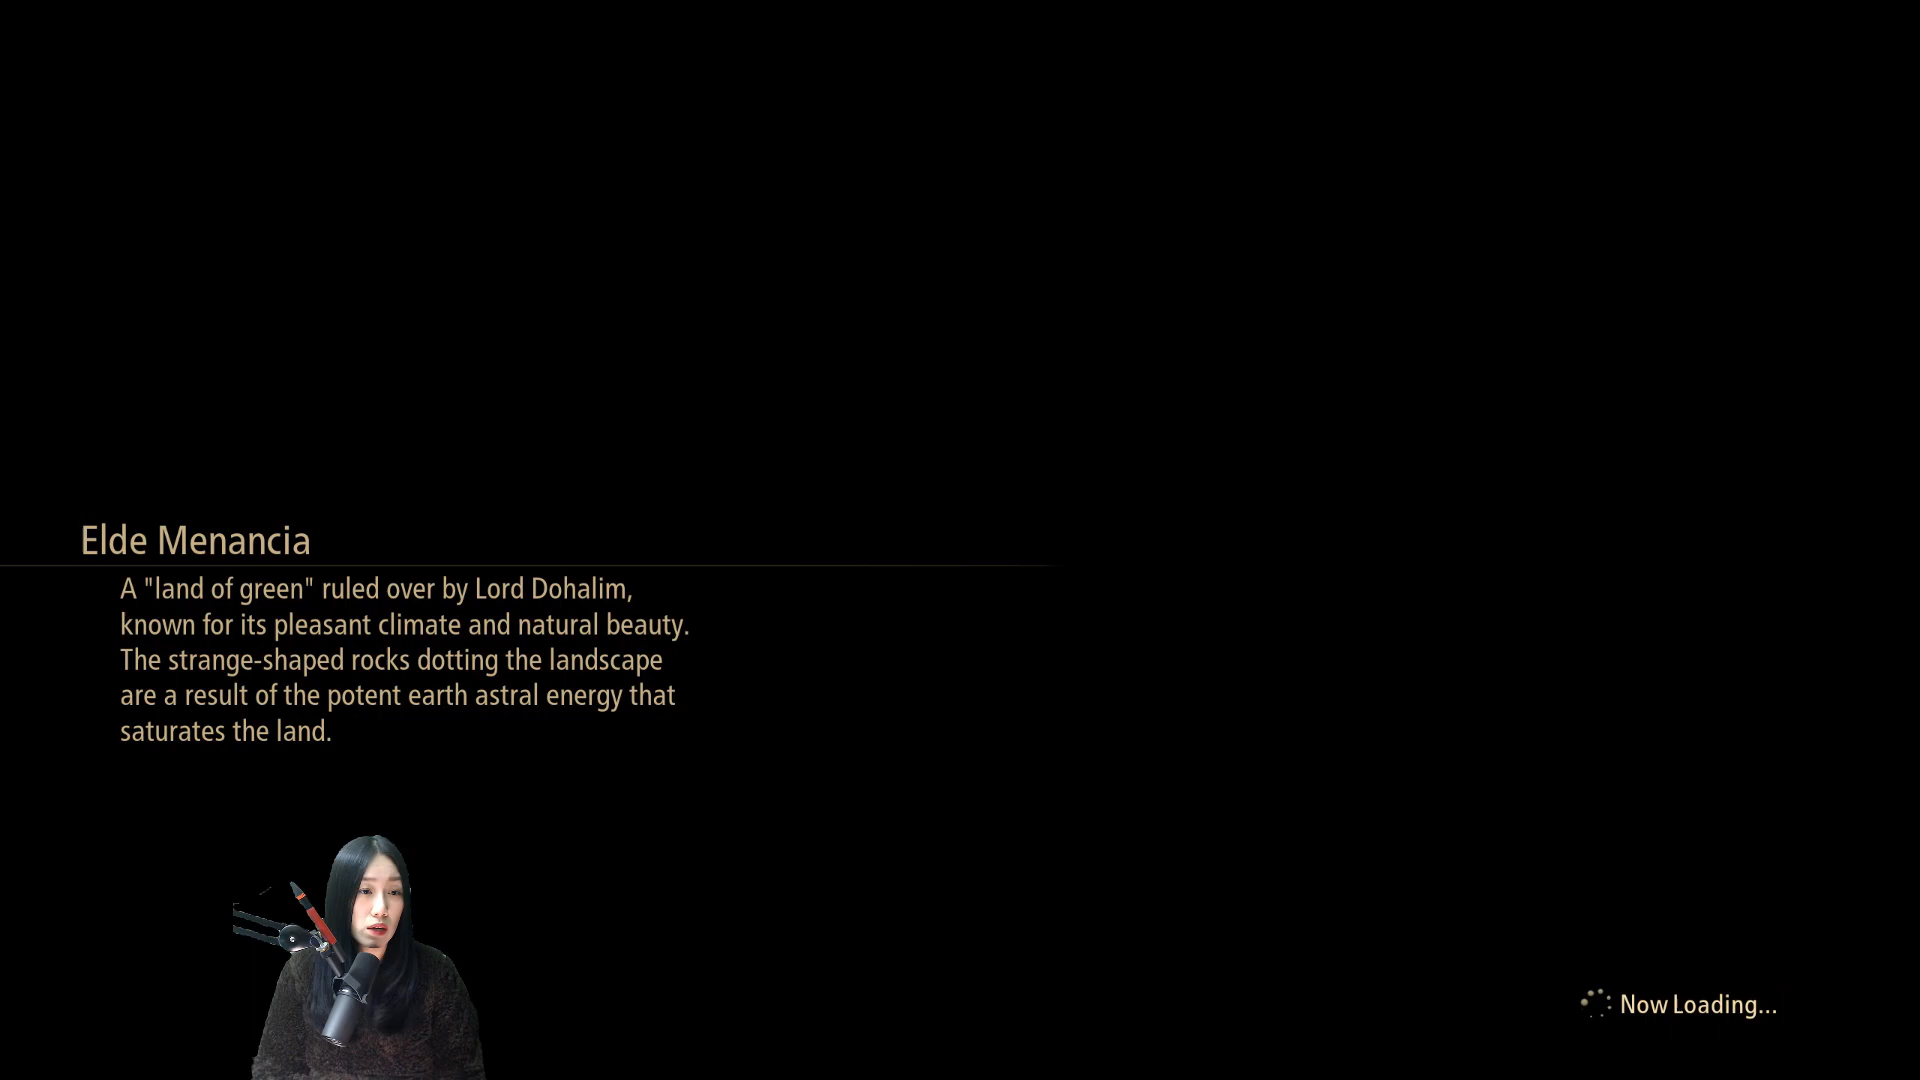 Elde Menancia
A "land of green" ruled over by Lord Dohalim,
known for its pleasant climate and natural beauty.
The strange-shaped rocks dotting the landscape
are a result of the potent earth astral energy that
saturates the land.
Now Loading...